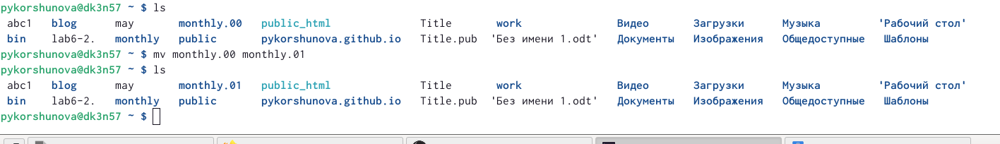 pykorshunova@dk3n57 ~ $ ls
abc1 blog may monthly.00 public_html Title work Видео Загрузки Музыка 'Рабочий стол'
bin lab6-2. monthly public pykorshunova.github.io Title.pub 'Без имени 1.odt' Документы Изображения Общедоступные Шаблоны
pykorshunova@dk3n57 ~ $ mv monthly.00 monthly.01
pykorshunova@dk3n57 ~ $ ls
abc1 blog may monthly.01 public_html Title work Видео Загрузки Музыка 'Рабочий стол'
bin lab6-2. monthly public pykorshunova.github.io Title.pub 'Без имени 1.odt' Документы Изображения Общедоступные Шаблоны
pykorshunova@dk3n57 ~ $